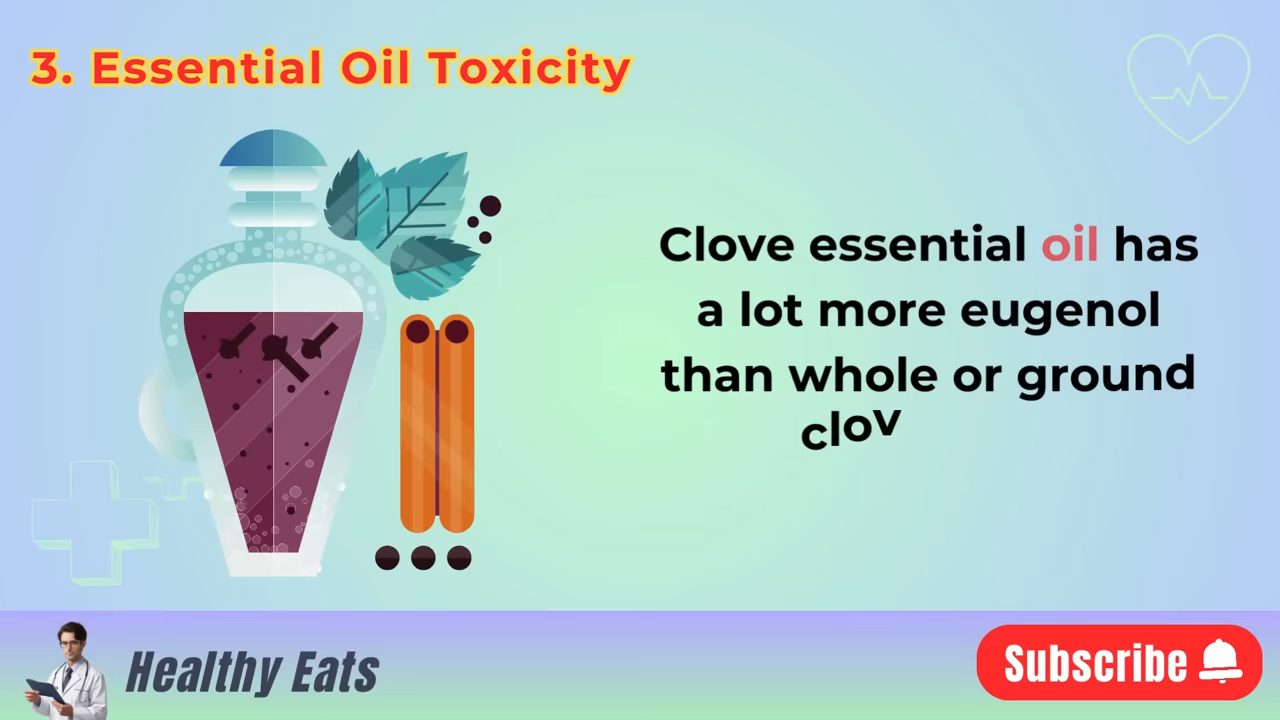 3. Essential Oil Toxicity
Clove essential oil has
a lot more eugenol
than whole or ground
clov
Healthy Eats
Subscribe